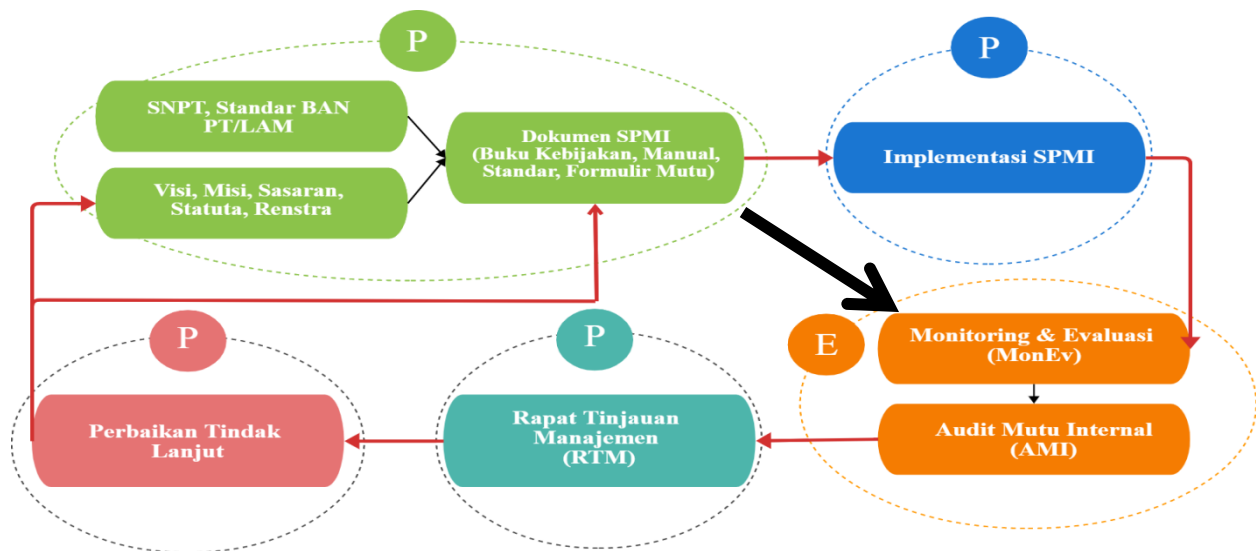 P
SNPT, Standar BAN
PT/LAM
Visi, Misi, Sasaran,
Statuta, Renstra
Dokumen SPMI
(Buku Kebijakan, Manual,
Standar, Formulir Mutu)
P
Implementasi SPMI
E
Monitoring & Evaluasi
(MonEv)
Audit Mutu Internal
(AMI)
P
Rapat Tinjauan
Manajemen
(RTM)
P
Perbaikan Tindak
Lanjut